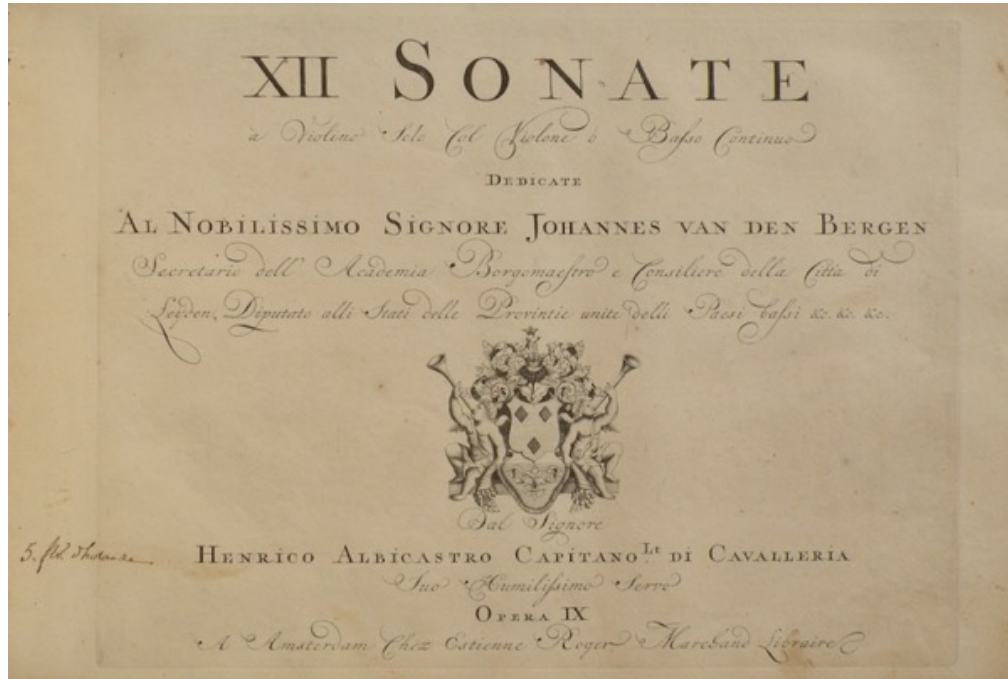 XII SONATE
a Violino Solo Col Violone o Basso Continuo
DEDICATE
AL NOBILISSIMO SIGNORE JOHANNES VAN DEN BERGEN
Secretario dell' Academia Borgomaestro e Consiliere della Citta di
Leyden, Diputato alli Stati delle Provintie unite delli Paesi bassi &c. &c. &c.
Dal Signore
HENRICO ALBICASTRO CAPITANO Lt. DI CAVALLERIA
Suo Humilissimo Servo
OPERA IX
A Amsterdam Chez Estienne Roger Marchand Libraire
5.